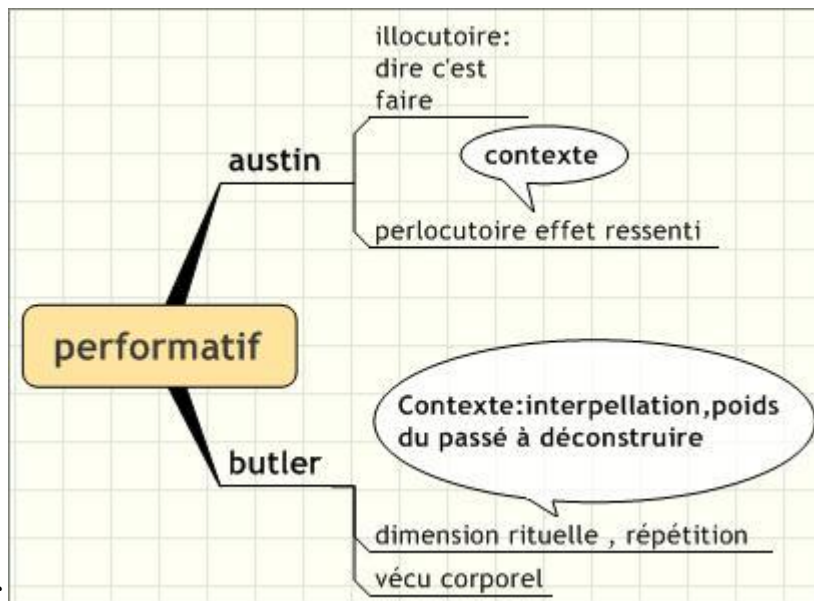 illocutoire:
dire c'est
faire
austin
contexte
perlocutoire effet ressenti
performatif
Contexte:interpellation,poids
du passé à déconstruire
butler
dimension rituelle , répétition
vécu corporel